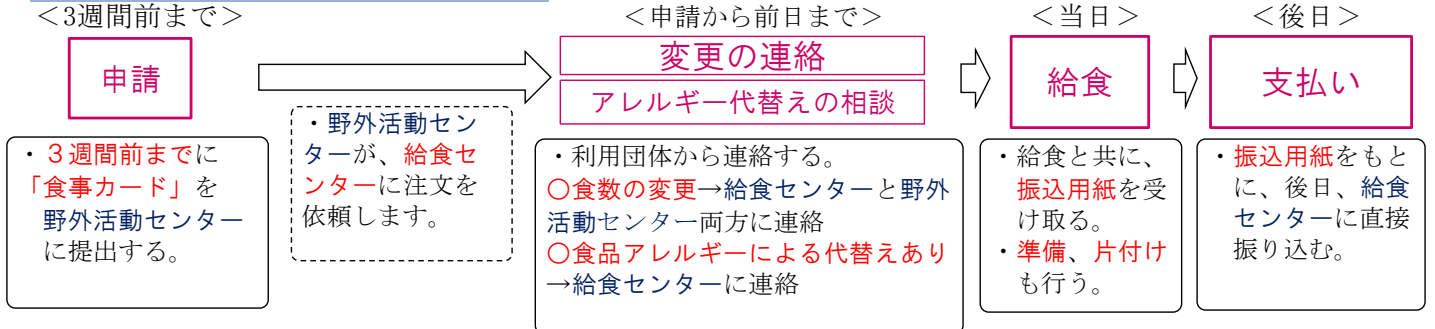 ＜3週間前まで＞
申請
・３週間前までに
「食事カード」を
野外活動センター
に提出する。
・野外活動セン
ターが、給食セ
ンターに注文を
依頼します。
＜申請から前日まで＞
変更の連絡
アレルギー代替えの相談
・利用団体から連絡する。
〇食数の変更→給食センターと野外
活動センター両方に連絡
〇食品アレルギーによる代替えあり
→給食センターに連絡
＜当日＞
給食
・給食と共に、
振込用紙を受
け取る。
・準備、片付け
も行う。
＜後日＞
支払い
・振込用紙をもと
に、後日、給食
センターに直接
振り込む。